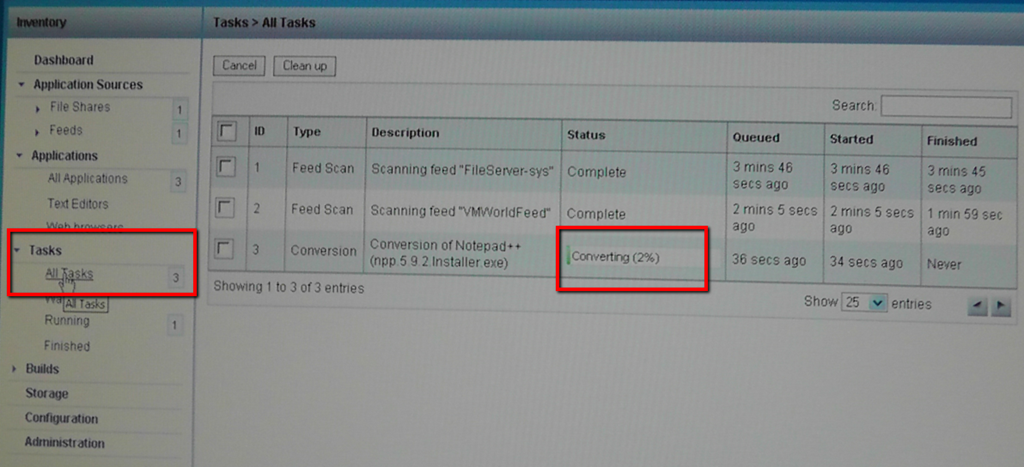 Inventory
Tasks > All Tasks
Dashboard
Application Sources
File Shares 1
Feeds 1
Applications
All Applications 3
Text Editors
Web browsers
Tasks
All Tasks 3
All Tasks
Running 1
Finished
Builds
Storage
Configuration
Administration
Cancel Clean up
Search:
ID Type Description Status Queued Started Finished
1 Feed Scan Scanning feed "FileServer-sys" Complete 3 mins 46 secs ago 3 mins 46 secs ago 3 mins 45 secs ago
2 Feed Scan Scanning feed "VMWorldFeed" Complete 2 mins 5 secs ago 2 mins 5 secs ago 1 min 59 sec ago
3 Conversion Conversion of Notepad++ (npp.5.9.2.Installer.exe) Converting (2%) 36 secs ago 34 secs ago Never
Showing 1 to 3 of 3 entries
Show 25 entries